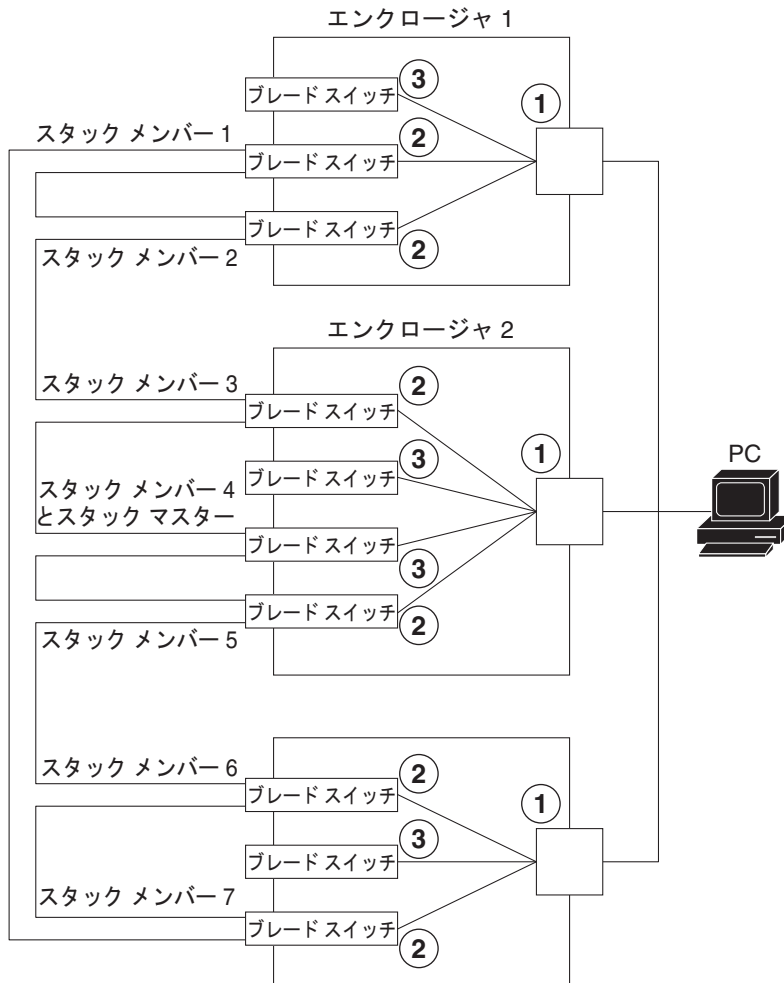 エンクロージャ 1
ブレード スイッチ
3
1
スタック メンバー 1
ブレード スイッチ
2
ブレード スイッチ
2
スタック メンバー 2
エンクロージャ 2
スタック メンバー 3
ブレード スイッチ
2
ブレード スイッチ
3
1
PC
スタック メンバー 4
とスタック マスター
ブレード スイッチ
3
ブレード スイッチ
2
スタック メンバー 5
スタック メンバー 6
ブレード スイッチ
2
1
ブレード スイッチ
3
スタック メンバー 7
ブレード スイッチ
2